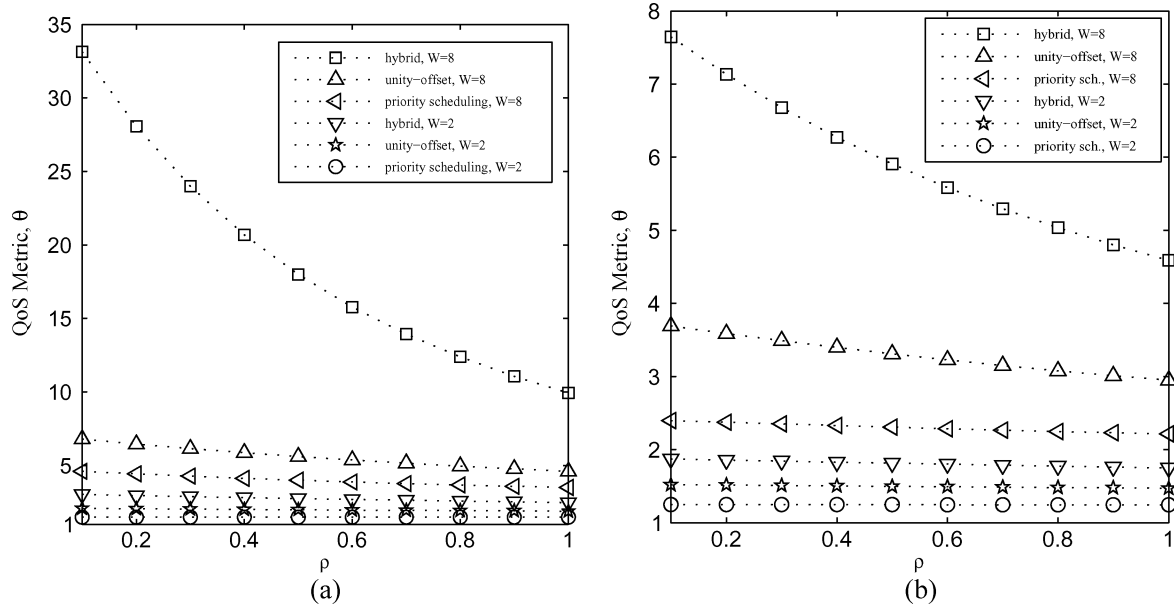 35
30
25
20
15
10
5
1
QoS Metric, θ
hybrid, W=8
unity−offset, W=8
priority scheduling, W=8
hybrid, W=2
unity−offset, W=2
priority scheduling, W=2
0.2 0.4 0.6 0.8 1
ρ
(a)
8
7
6
5
4
3
2
1
QoS Metric, θ
hybrid, W=8
unity−offset, W=8
priority sch., W=8
hybrid, W=2
unity−offset, W=2
priority sch., W=2
0.2 0.4 0.6 0.8 1
ρ
(b)